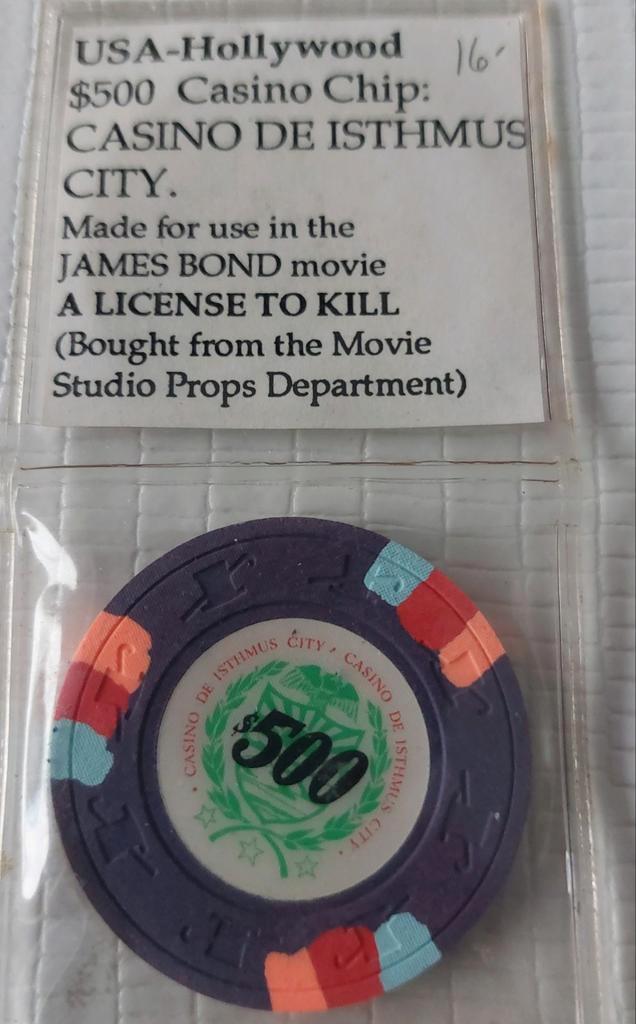 USA-Hollywood 16-
$500 Casino Chip:
CASINO DE ISTHMUS
CITY.
Made for use in the
JAMES BOND movie
A LICENSE TO KILL
(Bought from the Movie
Studio Props Department)
· CASINO DE ISTHMUS CITY · CASINO DE ISTHMUS CITY ·
$500